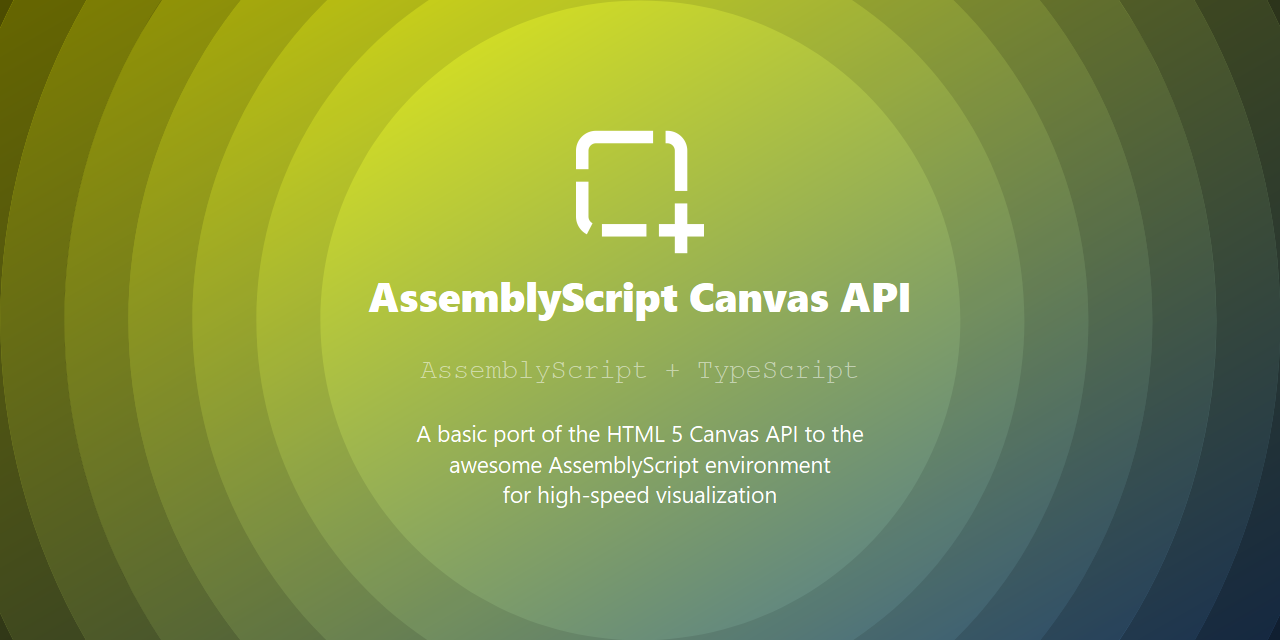 AssemblyScript Canvas API
AssemblyScript + TypeScript
A basic port of the HTML 5 Canvas API to the
awesome AssemblyScript environment
for high-speed visualization